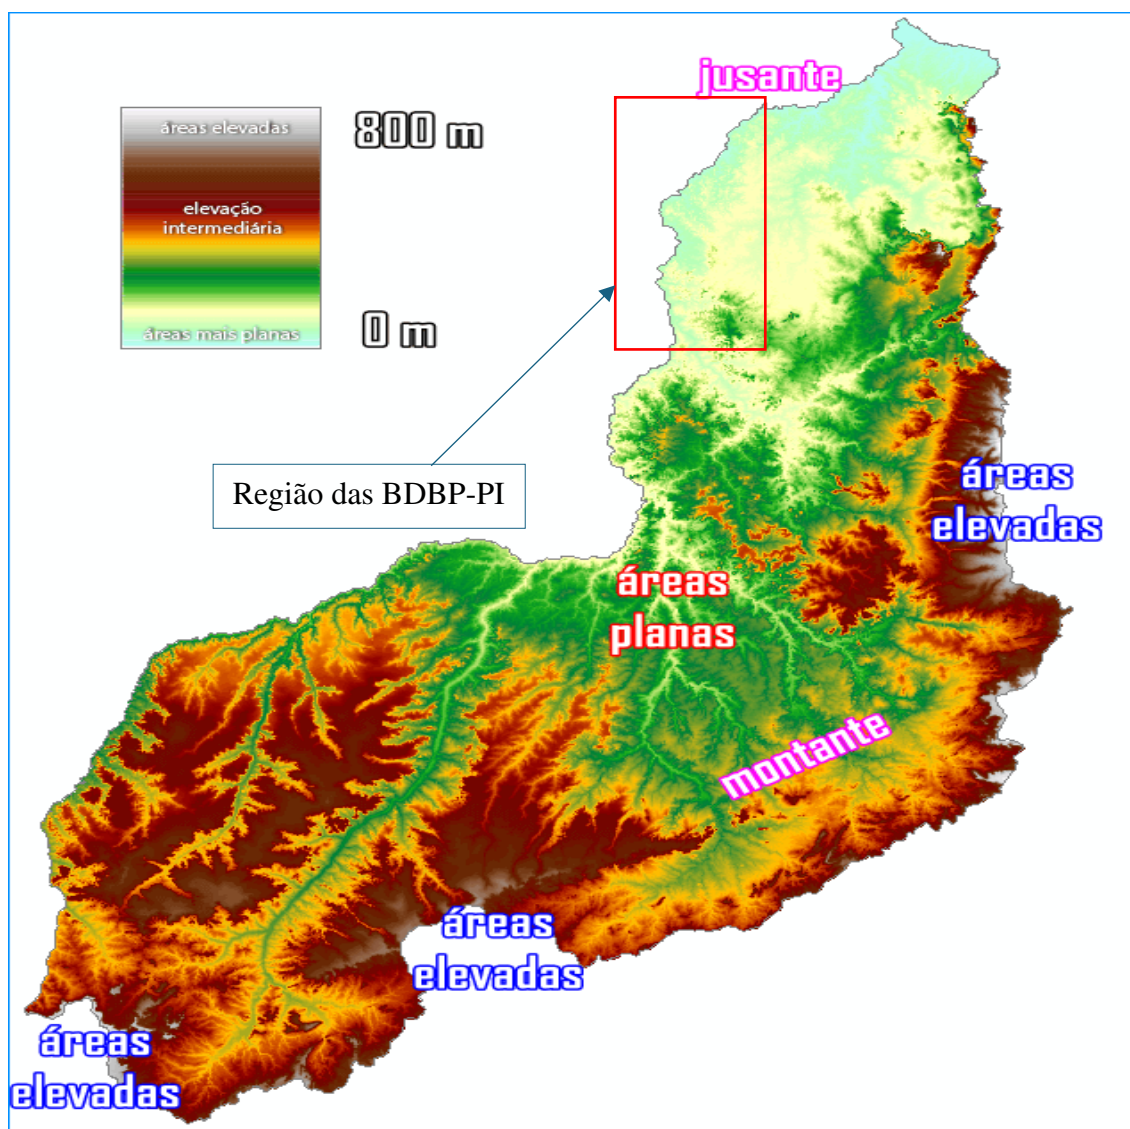 jusante
áreas elevadas
800 m
elevação
intermediária
áreas mais planas
0 m
Região das BDBP-PI
áreas
elevadas
áreas
planas
montante
áreas
elevadas
áreas
elevadas